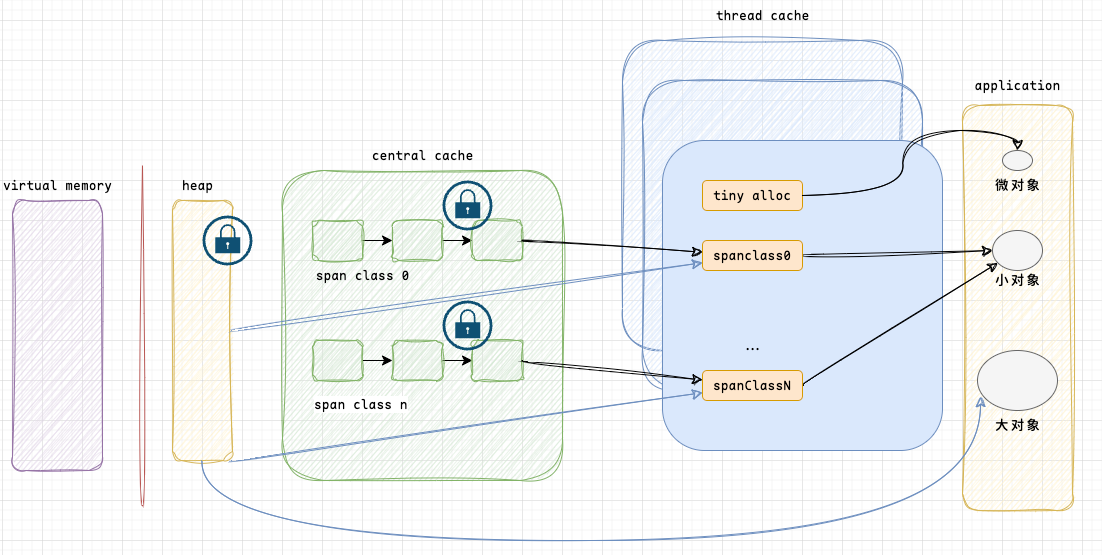 thread cache
application
central cache
virtual memory
heap
tiny alloc
微对象
spanclass0
span class 0
小对象
...
spanClassN
span class n
大对象